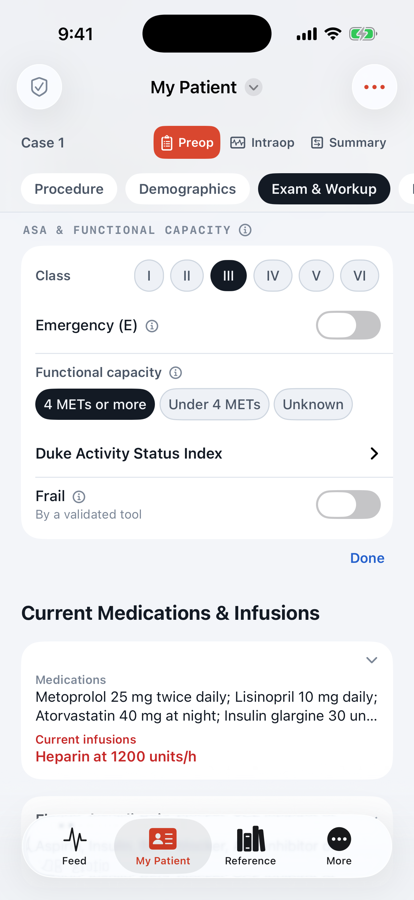 9:41
My Patient
Case 1
Preop
Intraop
Summary
Procedure
Demographics
Exam & Workup
ASA & FUNCTIONAL CAPACITY
Class
I
II
III
IV
V
VI
Emergency (E)
Functional capacity
4 METs or more
Under 4 METs
Unknown
Duke Activity Status Index
Frail
By a validated tool
Done
Current Medications & Infusions
Medications
Metoprolol 25 mg twice daily; Lisinopril 10 mg daily;
Atorvastatin 40 mg at night; Insulin glargine 30 un...
Current infusions
Heparin at 1200 units/h
Feed
My Patient
Reference
More